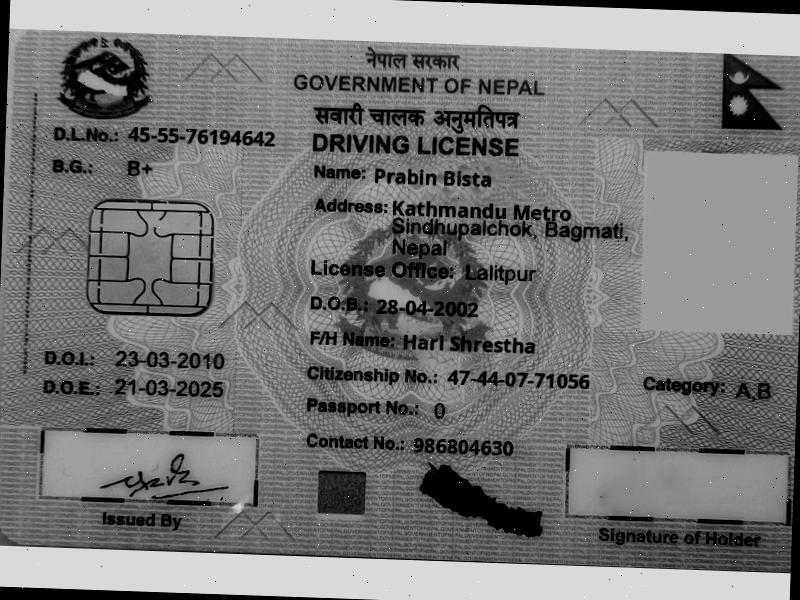 नेपाल सरकार
GOVERNMENT OF NEPAL
सवारी चालक अनुमतिपत्र
DRIVING LICENSE
D.L.No.: 45-55-76194642
B.G.: B+
Name: Prabin Bista
Address: Kathmandu Metro
Sindhupalchok, Bagmati,
Nepal
License Office: Lalitpur
D.O.B.: 28-04-2002
F/H Name: Hari Shrestha
D.O.I.: 23-03-2010
D.O.E.: 21-03-2025
Citizenship No.: 47-44-07-71056
Category: A,B
Passport No.: 0
Contact No.: 986804630
Issued By
Signature of Holder